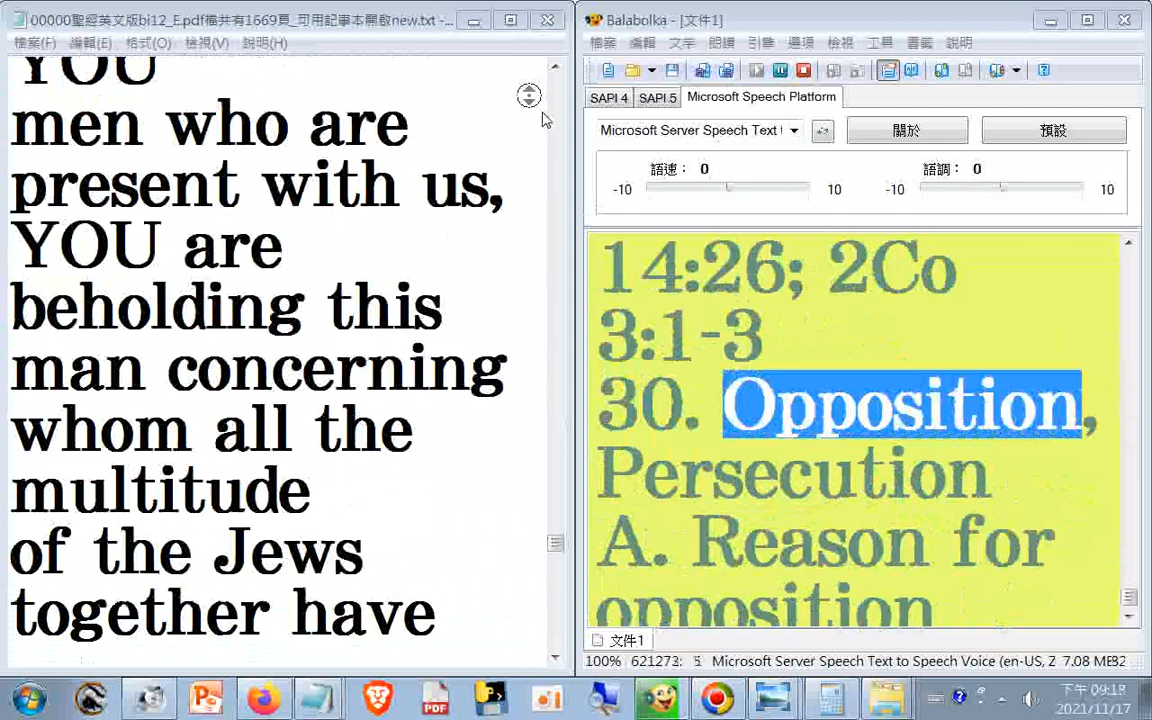 00000聖經英文版bi12_E.pdf檔共有1669頁_可用記事本開啟new.txt -...
檔案(F) 編輯(E) 格式(O) 檢視(V) 說明(H)
YOU
men who are
present with us,
YOU are
beholding this
man concerning
whom all the
multitude
of the Jews
together have
Balabolka - [文件1]
檔案 編輯 文字 朗讀 引擎 選項 檢視 工具 書籤 說明
SAPI 4 SAPI 5 Microsoft Speech Platform
Microsoft Server Speech Text t
關於 預設
語速: 0 語調: 0
-10 10 -10 10
14:26; 2Co
3:1-3
30. Opposition,
Persecution
A. Reason for
opposition
文件1
100% 621273: Microsoft Server Speech Text to Speech Voice (en-US, Z
PDF
下午 09:18
2021/11/17